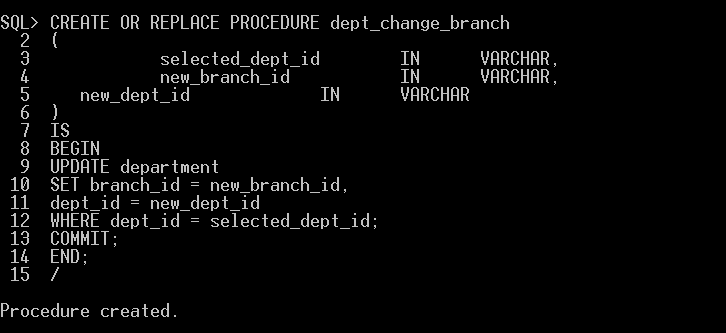 SQL> CREATE OR REPLACE PROCEDURE dept_change_branch
2 (
3 selected_dept_id IN VARCHAR,
4 new_branch_id IN VARCHAR,
5 new_dept_id IN VARCHAR
6 )
7 IS
8 BEGIN
9 UPDATE department
10 SET branch_id = new_branch_id,
11 dept_id = new_dept_id
12 WHERE dept_id = selected_dept_id;
13 COMMIT;
14 END;
15 /
Procedure created.